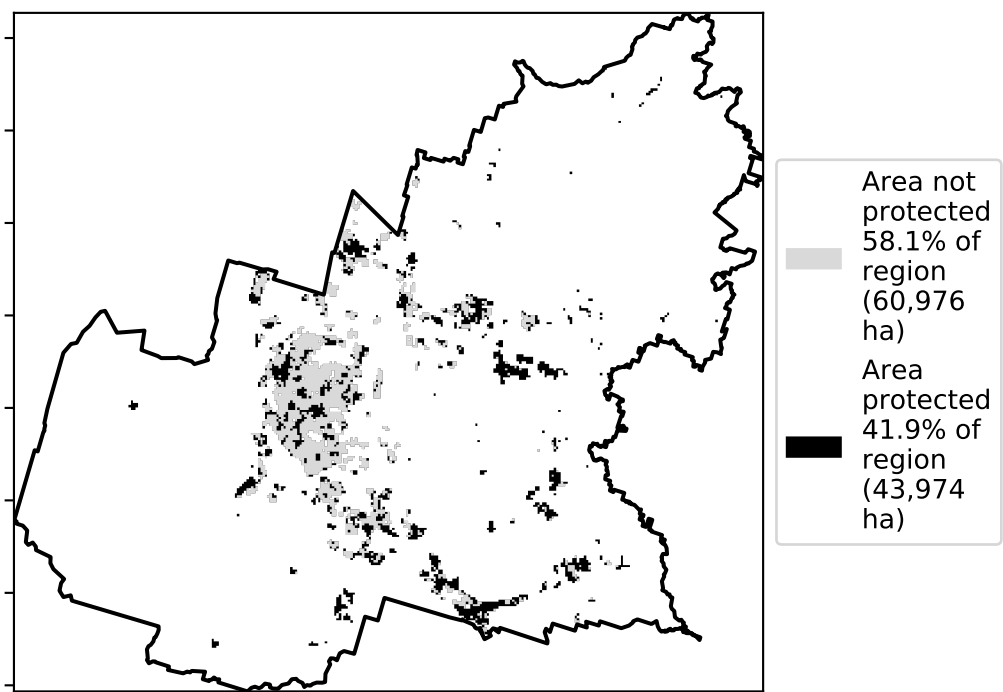 Area not
protected
58.1% of
region
(60,976
ha)
Area
protected
41.9% of
region
(43,974
ha)